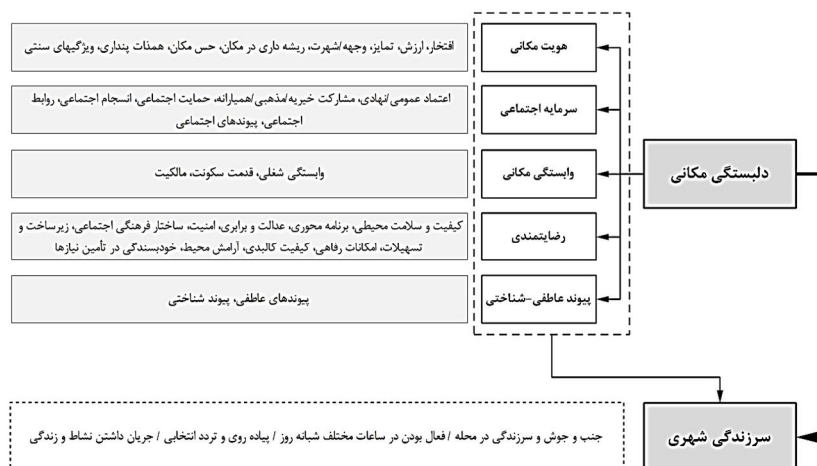 هویت مکانی
افتخار، ارزش، تمایز، وجهه/شهرت، ریشه داری در مکان، حس مکان، همذات پنداری، ویژگیهای سنتی
سرمایه اجتماعی
اعتماد عمومی/نهادی، مشارکت خیریه/مذهبی/همیارانه، حمایت اجتماعی، انسجام اجتماعی، روابط
اجتماعی، پیوندهای اجتماعی
دلبستگی مکانی
وابستگی مکانی
وابستگی شغلی، قدمت سکونت، مالکیت
رضایتمندی
کیفیت و سلامت محیطی، برنامه محوری، عدالت و برابری، امنیت، ساختار فرهنگی اجتماعی، زیرساخت و
تسهیلات، امکانات رفاهی، کیفیت کالبدی، آرامش محیط، خودبسندگی در تأمین نیازها
پیوند عاطفی-شناختی
پیوندهای عاطفی، پیوند شناختی
سرزندگی شهری
جنب و جوش و سرزندگی در محله / فعال بودن در ساعات مختلف شبانه روز / پیاده روی و تردد انتخابی / جریان داشتن نشاط و زندگی